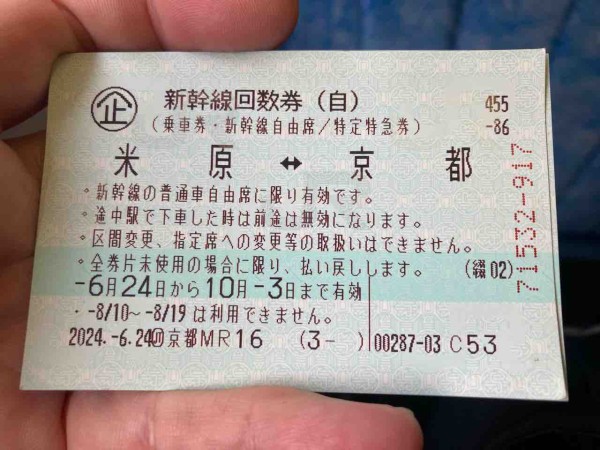 企 新幹線回数券（自） 455
（乗車券・新幹線自由席／特定特急券） -86
米原 ↔ 京都
・新幹線の普通車自由席に限り有効です。
・途中駅で下車した時は前途は無効になります。
・区間変更、指定席への変更等の取扱いはできません。
・全券片未使用の場合に限り、払い戻しします。 （綴02）
-6月24日から10月-3日まで有効
・-8/10～-8/19は利用できません。
2024.-6.24 京都MR16 （3- ） 00287-03 C53
71532-917